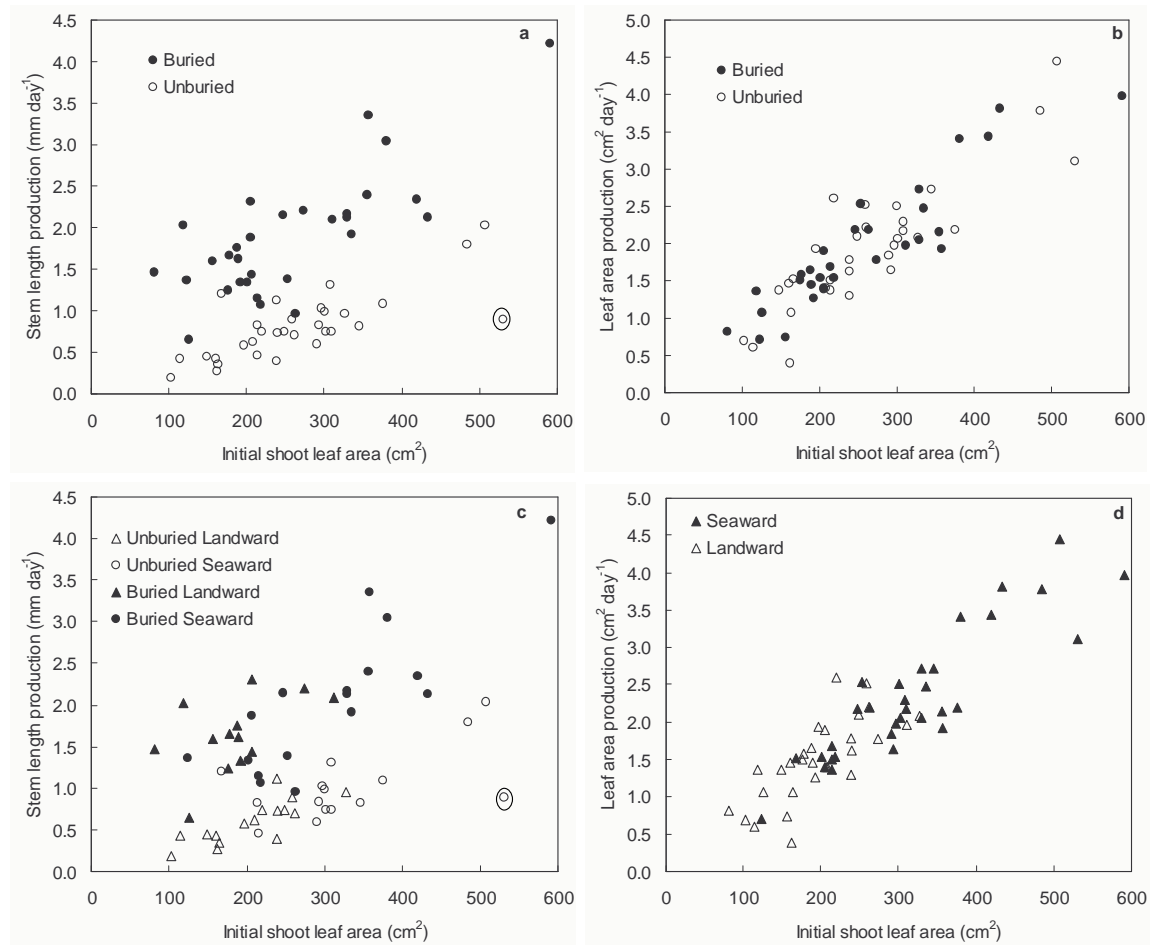 a
Stem length production (mm day-1)
4.5
4.0
3.5
3.0
2.5
2.0
1.5
1.0
0.5
0.0
Buried
Unburied
0 100 200 300 400 500 600
Initial shoot leaf area (cm2)
b
Leaf area production (cm2 day-1)
5.0
4.5
4.0
3.5
3.0
2.5
2.0
1.5
1.0
0.5
0.0
Buried
Unburied
0 100 200 300 400 500 600
Initial shoot leaf area (cm2)
c
Stem length production (mm day-1)
4.5
4.0
3.5
3.0
2.5
2.0
1.5
1.0
0.5
0.0
Unburied Landward
Unburied Seaward
Buried Landward
Buried Seaward
0 100 200 300 400 500 600
Initial shoot leaf area (cm2)
d
Leaf area production (cm2 day-1)
5.0
4.5
4.0
3.5
3.0
2.5
2.0
1.5
1.0
0.5
0.0
Seaward
Landward
0 100 200 300 400 500 600
Initial shoot leaf area (cm2)